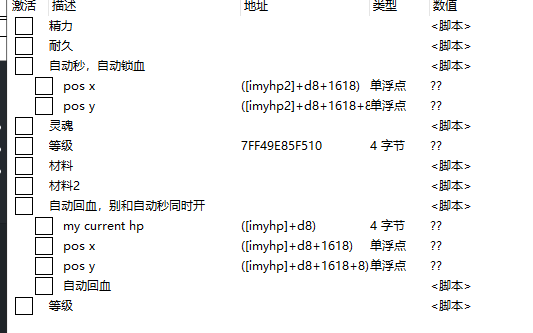 激活 描述 地址 类型 数值
精力 <脚本>
耐久 <脚本>
自动秒，自动锁血 <脚本>
pos x ([imyhp2]+d8+1618) 单浮点 ??
pos y ([imyhp2]+d8+1618+8) 单浮点 ??
灵魂 <脚本>
等级 7FF49E85F510 4 字节 ??
材料 <脚本>
材料2 <脚本>
自动回血，别和自动秒同时开 <脚本>
my current hp ([imyhp]+d8) 4 字节 ??
pos x ([imyhp]+d8+1618) 单浮点 ??
pos y ([imyhp]+d8+1618+8) 单浮点 ??
自动回血 <脚本>
等级 <脚本>